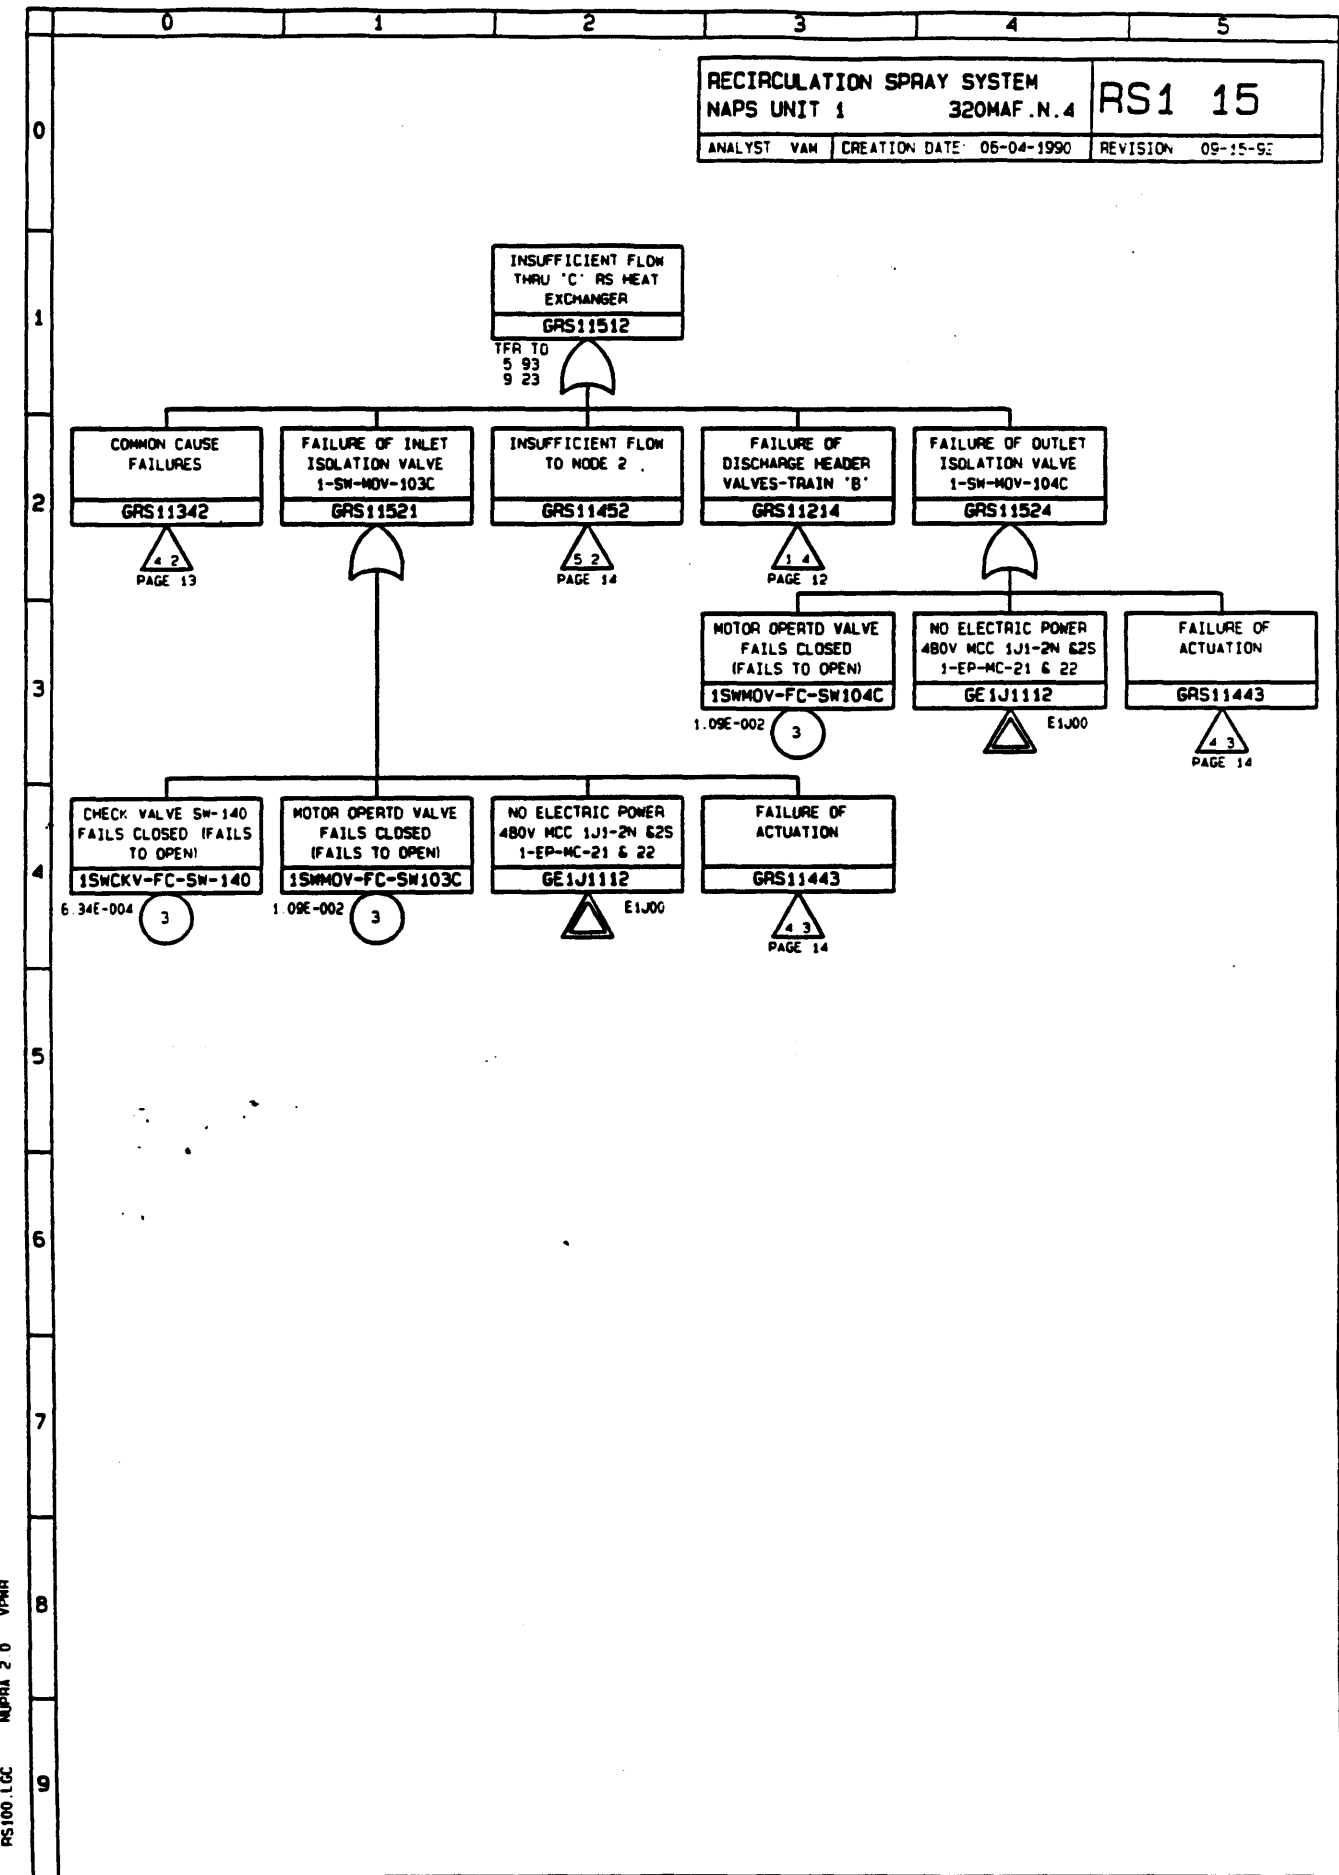 0 1 2 3 4 5
RECIRCULATION SPRAY SYSTEM
NAPS UNIT 1 320MAF.N.4
RS1 15
ANALYST VAM CREATION DATE: 06-04-1990 REVISION
0
INSUFFICIENT FLOW
THRU 'C' RS HEAT
EXCHANGER
GRS11512
TFR TO
5 93
9 23
1
COMMON CAUSE
FAILURES
GRS11342
4 2
PAGE 13
FAILURE OF INLET
ISOLATION VALVE
1-SW-MOV-103C
GRS11521
INSUFFICIENT FLOW
TO NODE 2
GRS11452
5 2
PAGE 14
FAILURE OF
DISCHARGE HEADER
VALVES-TRAIN 'B'
GRS11214
1 4
PAGE 12
FAILURE OF OUTLET
ISOLATION VALVE
1-SW-MOV-104C
GRS11524
2
MOTOR OPERTD VALVE
FAILS CLOSED
(FAILS TO OPEN)
1SWMOV-FC-SW104C
1.09E-002
3
NO ELECTRIC POWER
480V MCC 1J1-2N &2S
1-EP-MC-21 & 22
GE1J1112
E1J00
FAILURE OF
ACTUATION
GRS11443
4 3
PAGE 14
3
CHECK VALVE SW-140
FAILS CLOSED (FAILS
TO OPEN)
1SWCKV-FC-SW-140
6.34E-004
3
MOTOR OPERTD VALVE
FAILS CLOSED
(FAILS TO OPEN)
1SWMOV-FC-SW103C
1.09E-002
3
NO ELECTRIC POWER
480V MCC 1J1-2N &2S
1-EP-MC-21 & 22
GE1J1112
E1J00
FAILURE OF
ACTUATION
GRS11443
4 3
PAGE 14
4
5
6
7
8
9
RS100.LGC NUPRA 2.0 VPWR